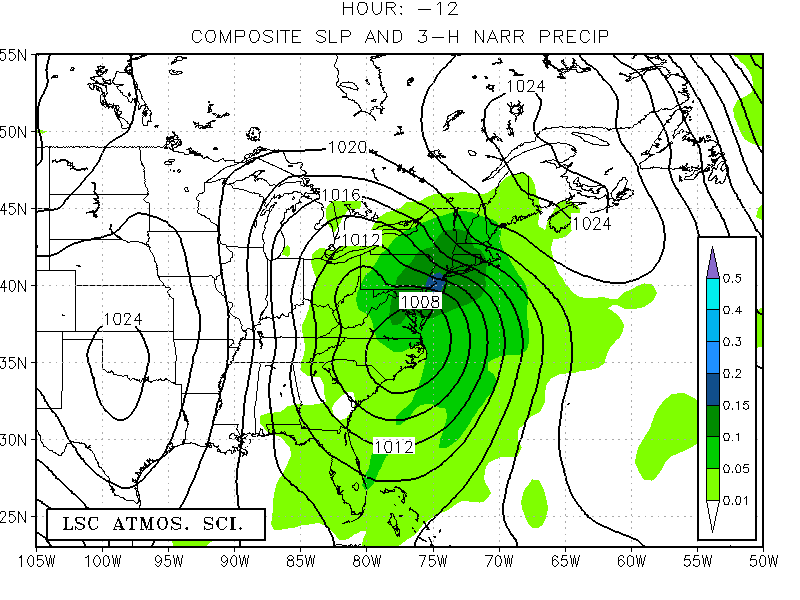 HOUR: −12
COMPOSITE SLP AND 3−H NARR PRECIP
55N
1024
50N
1020
1016
45N
1024
1012
0.5
40N
1008
0.4
1024
0.3
35N
0.2
0.15
30N
1012
0.1
0.05
0.01
25N
LSC ATMOS. SCI.
105W 100W 95W 90W 85W 80W 75W 70W 65W 60W 55W 50W